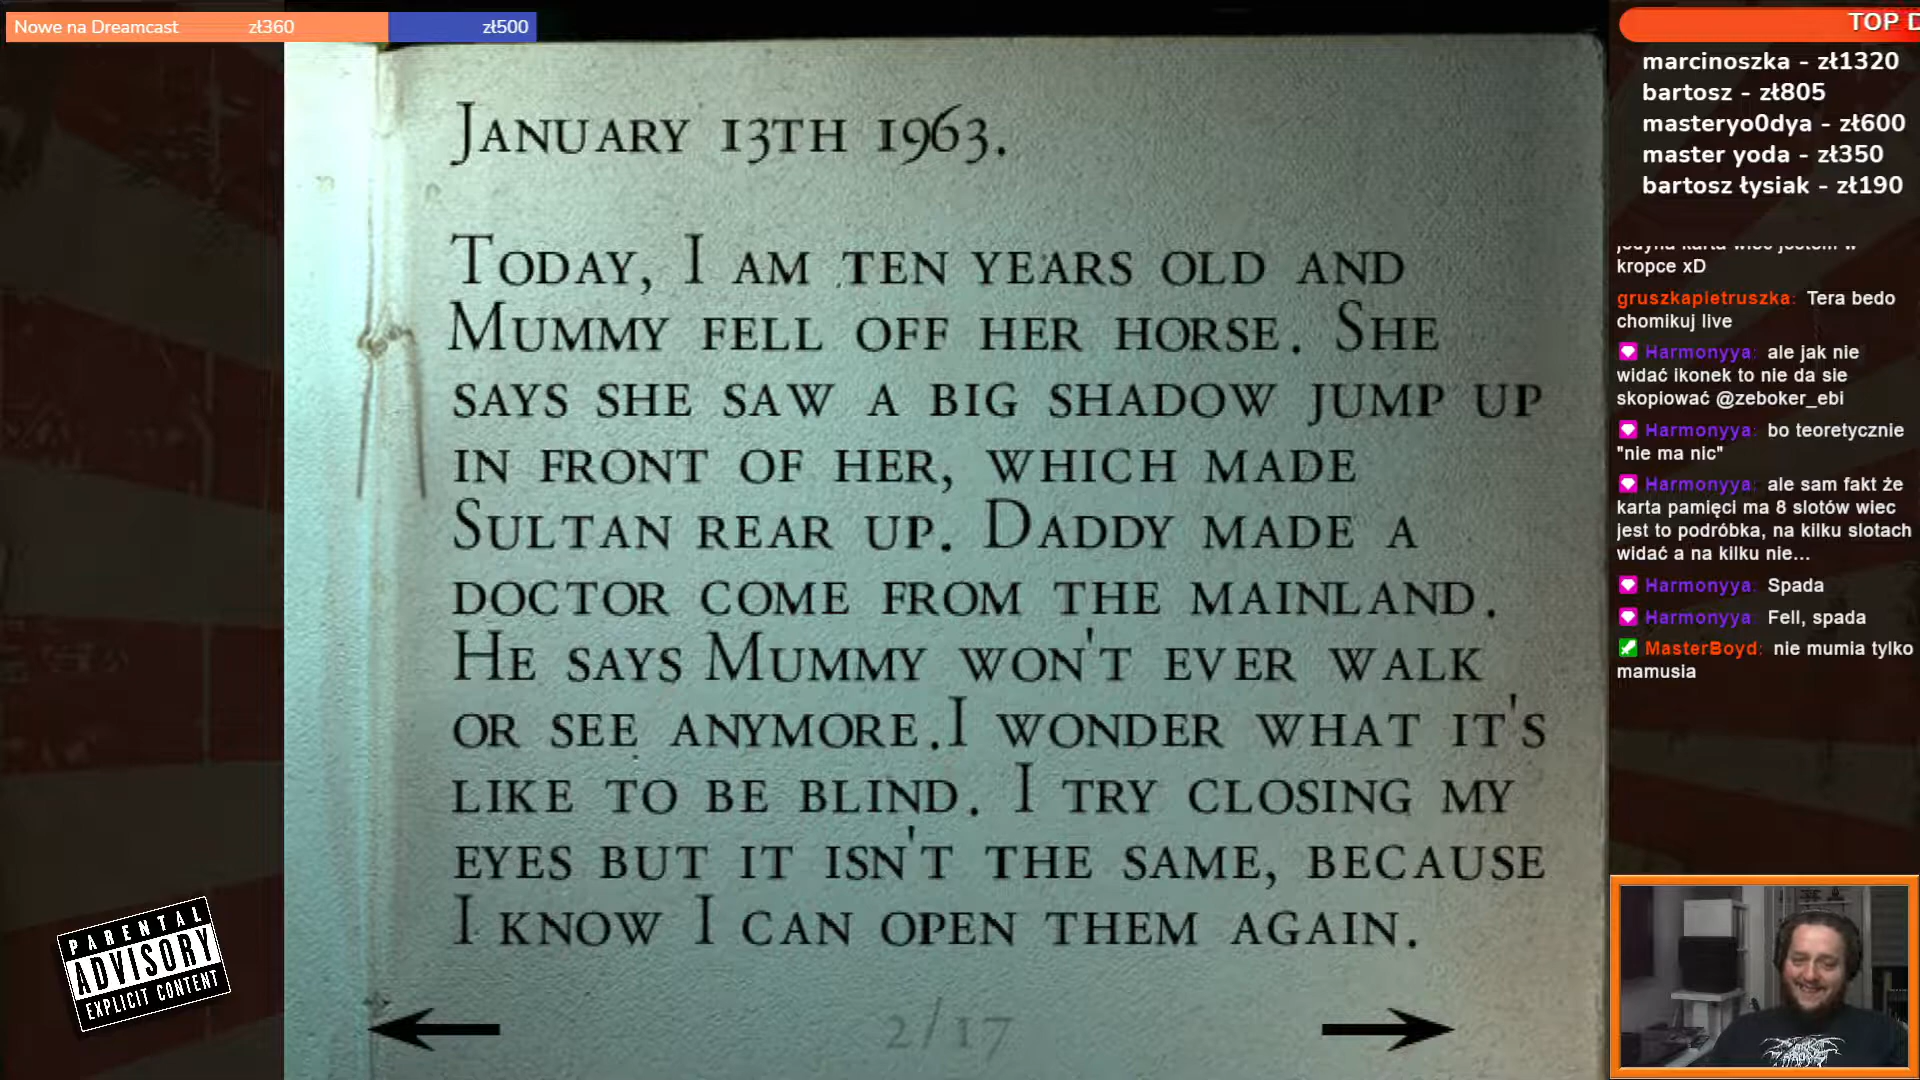 Nowe na Dreamcast zł360 zł500
JANUARY 13TH 1963.
TODAY, I AM TEN YEARS OLD AND
MUMMY FELL OFF HER HORSE. SHE
SAYS SHE SAW A BIG SHADOW JUMP UP
IN FRONT OF HER, WHICH MADE
SULTAN REAR UP. DADDY MADE A
DOCTOR COME FROM THE MAINLAND.
HE SAYS MUMMY WON'T EVER WALK
OR SEE ANYMORE.I WONDER WHAT IT'S
LIKE TO BE BLIND. I TRY CLOSING MY
EYES BUT IT ISN'T THE SAME, BECAUSE
I KNOW I CAN OPEN THEM AGAIN.
2/17
PARENTAL
ADVISORY
EXPLICIT CONTENT
TOP D
marcinoszka - zł1320
bartosz - zł805
masteryo0dya - zł600
master yoda - zł350
bartosz łysiak - zł190
kropce xD
gruszkapietruszka: Tera bedo
chomikuj live
Harmonyya: ale jak nie
widać ikonek to nie da sie
skopiować @zeboker_ebi
Harmonyya: bo teoretycznie
"nie ma nic"
Harmonyya: ale sam fakt że
karta pamięci ma 8 slotów wiec
jest to podróbka, na kilku slotach
widać a na kilku nie...
Harmonyya: Spada
Harmonyya: Fell, spada
MasterBoyd: nie mumia tylko
mamusia